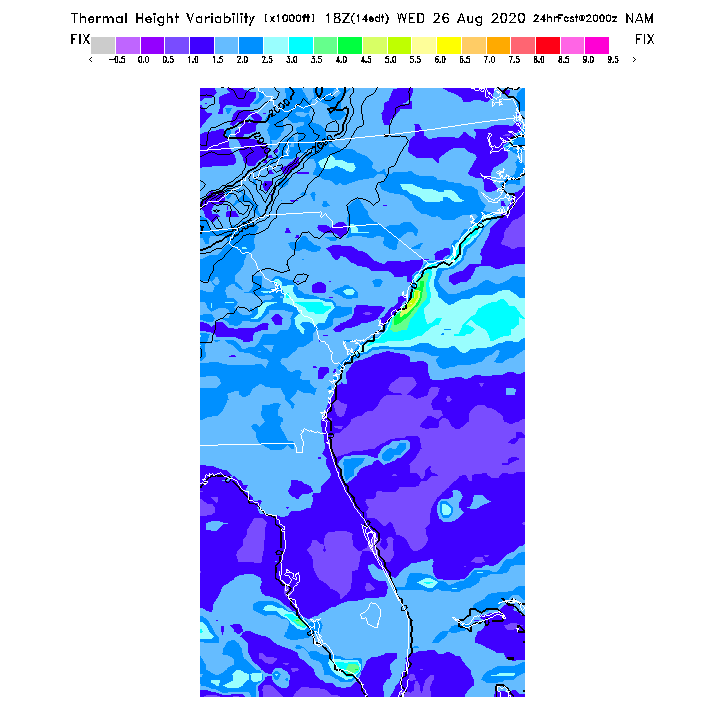 Thermal Height Variability [x1000ft] 18Z(14edt) WED 26 Aug 2020 24hrFcst@2000z NAM
FIX FIX
< -0.5 0.0 0.5 1.0 1.5 2.0 2.5 3.0 3.5 4.0 4.5 5.0 5.5 6.0 6.5 7.0 7.5 8.0 8.5 9.0 9.5 >
2000